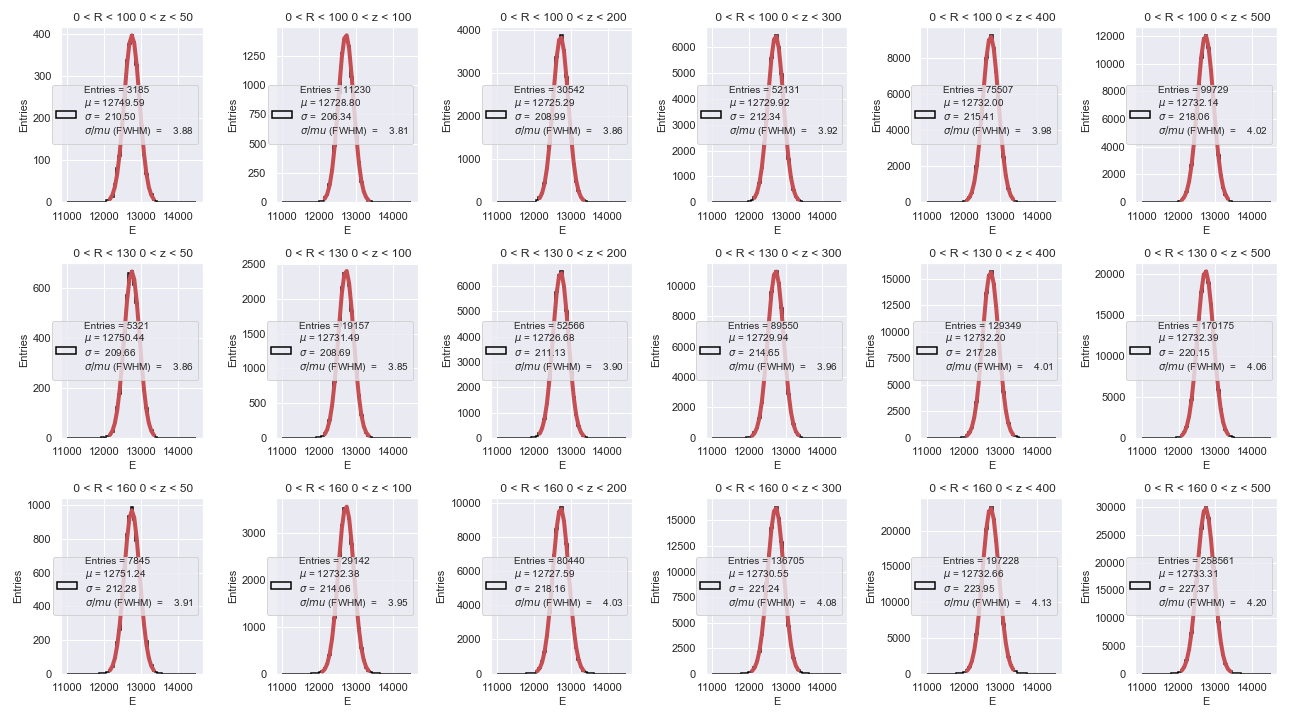 0 < R < 100 0 < z < 50
400
300
200
100
0
Entries
Entries = 3185
μ = 12749.59
σ = 210.50
σ/mu (FWHM) = 3.88
11000 12000 13000 14000
E
0 < R < 100 0 < z < 100
1250
1000
750
500
250
0
Entries
Entries = 11230
μ = 12728.80
σ = 206.34
σ/mu (FWHM) = 3.81
11000 12000 13000 14000
E
0 < R < 100 0 < z < 200
4000
3000
2000
1000
0
Entries
Entries = 30542
μ = 12725.29
σ = 208.99
σ/mu (FWHM) = 3.86
11000 12000 13000 14000
E
0 < R < 100 0 < z < 300
6000
5000
4000
3000
2000
1000
0
Entries
Entries = 52131
μ = 12729.92
σ = 212.34
σ/mu (FWHM) = 3.92
11000 12000 13000 14000
E
0 < R < 100 0 < z < 400
8000
6000
4000
2000
0
Entries
Entries = 75507
μ = 12732.00
σ = 215.41
σ/mu (FWHM) = 3.98
11000 12000 13000 14000
E
0 < R < 100 0 < z < 500
12000
10000
8000
6000
4000
2000
0
Entries
Entries = 99729
μ = 12732.14
σ = 218.06
σ/mu (FWHM) = 4.02
11000 12000 13000 14000
E
0 < R < 130 0 < z < 50
600
400
200
0
Entries
Entries = 5321
μ = 12750.44
σ = 209.66
σ/mu (FWHM) = 3.86
11000 12000 13000 14000
E
0 < R < 130 0 < z < 100
2500
2000
1500
1000
500
0
Entries
Entries = 19157
μ = 12731.49
σ = 208.69
σ/mu (FWHM) = 3.85
11000 12000 13000 14000
E
0 < R < 130 0 < z < 200
6000
5000
4000
3000
2000
1000
0
Entries
Entries = 52566
μ = 12726.68
σ = 211.13
σ/mu (FWHM) = 3.90
11000 12000 13000 14000
E
0 < R < 130 0 < z < 300
10000
8000
6000
4000
2000
0
Entries
Entries = 89550
μ = 12729.94
σ = 214.65
σ/mu (FWHM) = 3.96
11000 12000 13000 14000
E
0 < R < 130 0 < z < 400
15000
12500
10000
7500
5000
2500
0
Entries
Entries = 129349
μ = 12732.20
σ = 217.28
σ/mu (FWHM) = 4.01
11000 12000 13000 14000
E
0 < R < 130 0 < z < 500
20000
15000
10000
5000
0
Entries
Entries = 170175
μ = 12732.39
σ = 220.15
σ/mu (FWHM) = 4.06
11000 12000 13000 14000
E
0 < R < 160 0 < z < 50
1000
800
600
400
200
0
Entries
Entries = 7845
μ = 12751.24
σ = 212.28
σ/mu (FWHM) = 3.91
11000 12000 13000 14000
E
0 < R < 160 0 < z < 100
3000
2000
1000
0
Entries
Entries = 29142
μ = 12732.38
σ = 214.06
σ/mu (FWHM) = 3.95
11000 12000 13000 14000
E
0 < R < 160 0 < z < 200
10000
8000
6000
4000
2000
0
Entries
Entries = 80440
μ = 12727.59
σ = 218.16
σ/mu (FWHM) = 4.03
11000 12000 13000 14000
E
0 < R < 160 0 < z < 300
15000
12500
10000
7500
5000
2500
0
Entries
Entries = 136705
μ = 12730.55
σ = 221.24
σ/mu (FWHM) = 4.08
11000 12000 13000 14000
E
0 < R < 160 0 < z < 400
20000
15000
10000
5000
0
Entries
Entries = 197228
μ = 12732.66
σ = 223.95
σ/mu (FWHM) = 4.13
11000 12000 13000 14000
E
0 < R < 160 0 < z < 500
30000
25000
20000
15000
10000
5000
0
Entries
Entries = 258561
μ = 12733.31
σ = 227.37
σ/mu (FWHM) = 4.20
11000 12000 13000 14000
E